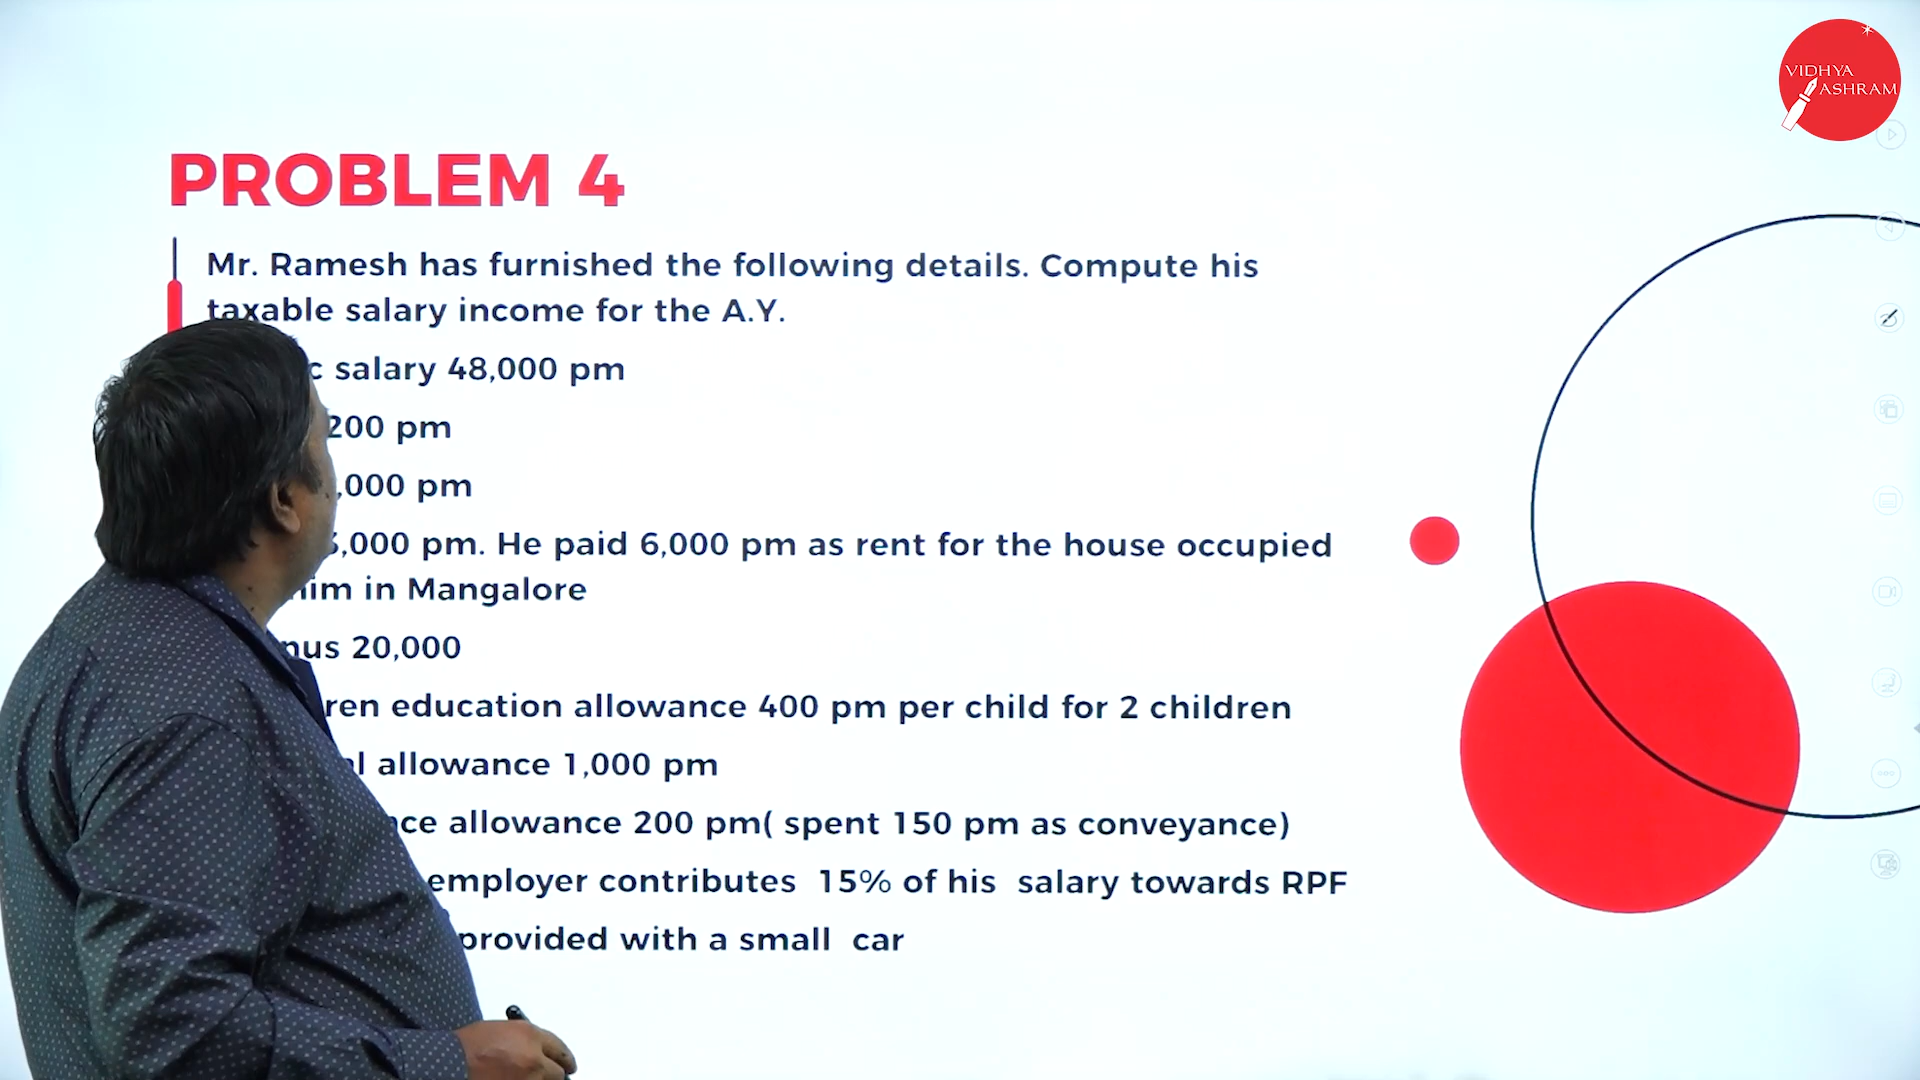 VIDHYA
ASHRAM
PROBLEM 4
Mr. Ramesh has furnished the following details. Compute his
taxable salary income for the A.Y.
c salary 48,000 pm
200 pm
,000 pm
,000 pm. He paid 6,000 pm as rent for the house occupied
him in Mangalore
nus 20,000
ren education allowance 400 pm per child for 2 children
l allowance 1,000 pm
ce allowance 200 pm( spent 150 pm as conveyance)
employer contributes 15% of his salary towards RPF
provided with a small car